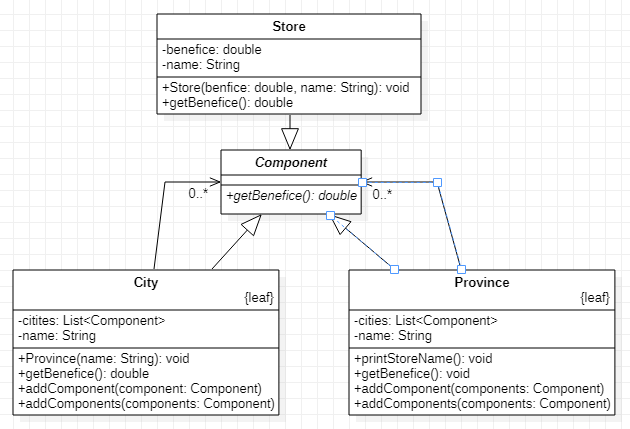 Store
-benefice: double
-name: String
+Store(benfice: double, name: String): void
+getBenefice(): double
Component
+getBenefice(): double
0..*
0..*
City
{leaf}
-citites: List<Component>
-name: String
+Province(name: String): void
+getBenefice(): double
+addComponent(component: Component)
+addComponents(components: Component)
Province
{leaf}
-cities: List<Component>
-name: String
+printStoreName(): void
+getBenefice(): void
+addComponent(components: Component)
+addComponents(components: Component)